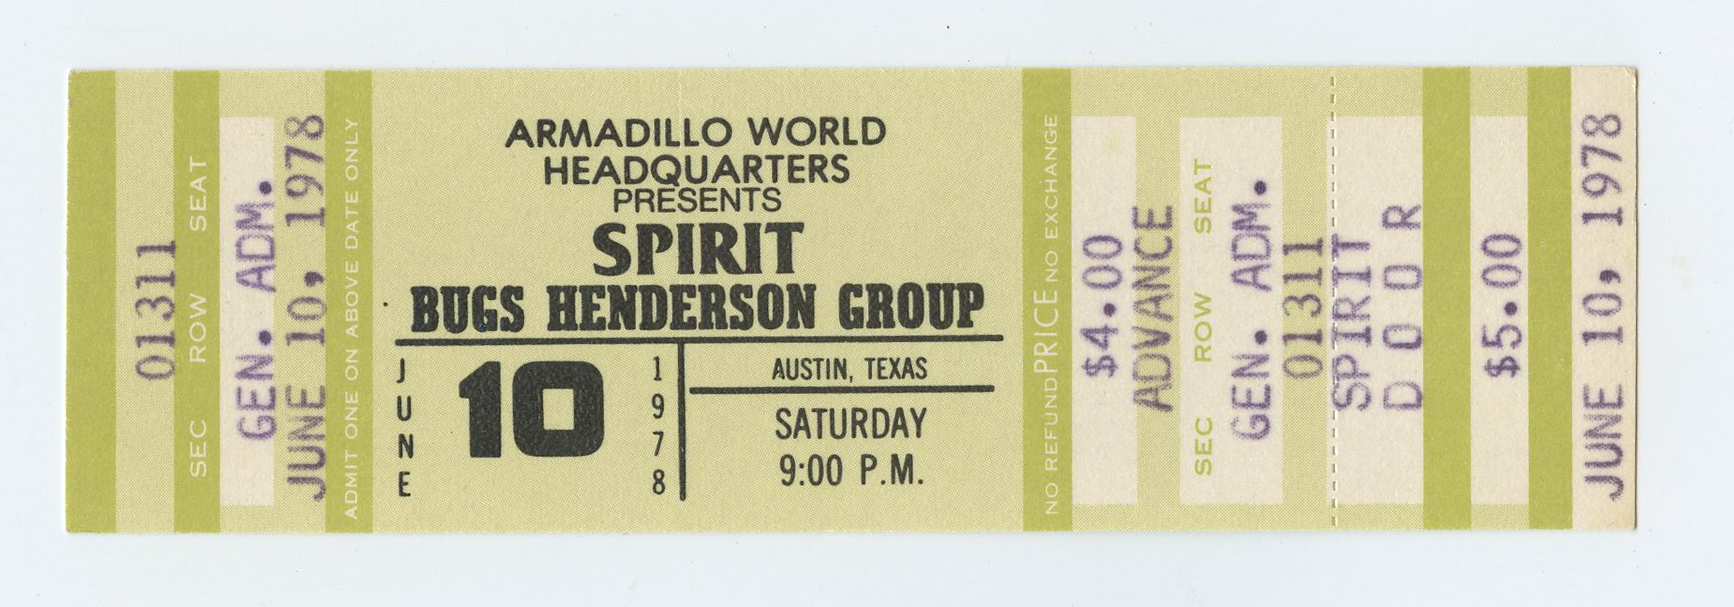 01311
SEC ROW SEAT
GEN. ADM.
JUNE 10, 1978
ADMIT ONE ON ABOVE DATE ONLY
ARMADILLO WORLD
HEADQUARTERS
PRESENTS
SPIRIT
BUGS HENDERSON GROUP
JUNE
10
1978
AUSTIN, TEXAS
SATURDAY
9:00 P.M.
NO REFUND PRICE NO EXCHANGE
$4.00
ADVANCE
SEC ROW SEAT
GEN. ADM.
01311
SPIRIT
DOOR
$5.00
JUNE 10, 1978